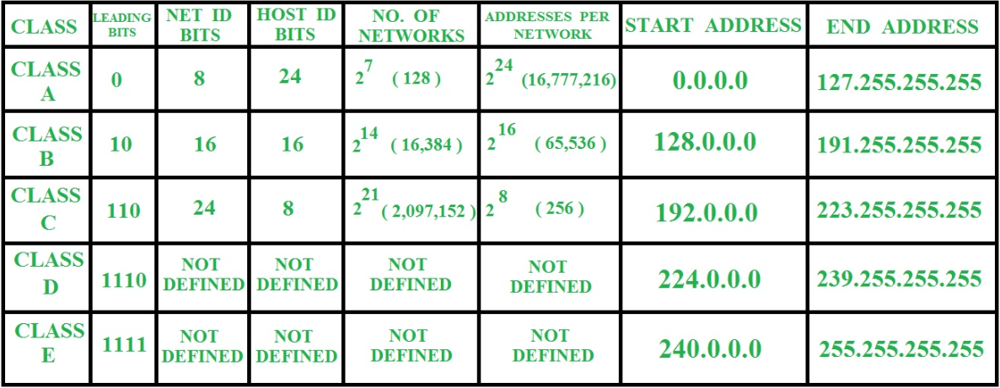 CLASS LEADING BITS NET ID BITS HOST ID BITS NO. OF NETWORKS ADDRESSES PER NETWORK START ADDRESS END ADDRESS
CLASS A 0 8 24 2^7 ( 128 ) 2^24 (16,777,216) 0.0.0.0 127.255.255.255
CLASS B 10 16 16 2^14 ( 16,384 ) 2^16 ( 65,536 ) 128.0.0.0 191.255.255.255
CLASS C 110 24 8 2^21 ( 2,097,152 ) 2^8 ( 256 ) 192.0.0.0 223.255.255.255
CLASS D 1110 NOT DEFINED NOT DEFINED NOT DEFINED NOT DEFINED 224.0.0.0 239.255.255.255
CLASS E 1111 NOT DEFINED NOT DEFINED NOT DEFINED NOT DEFINED 240.0.0.0 255.255.255.255